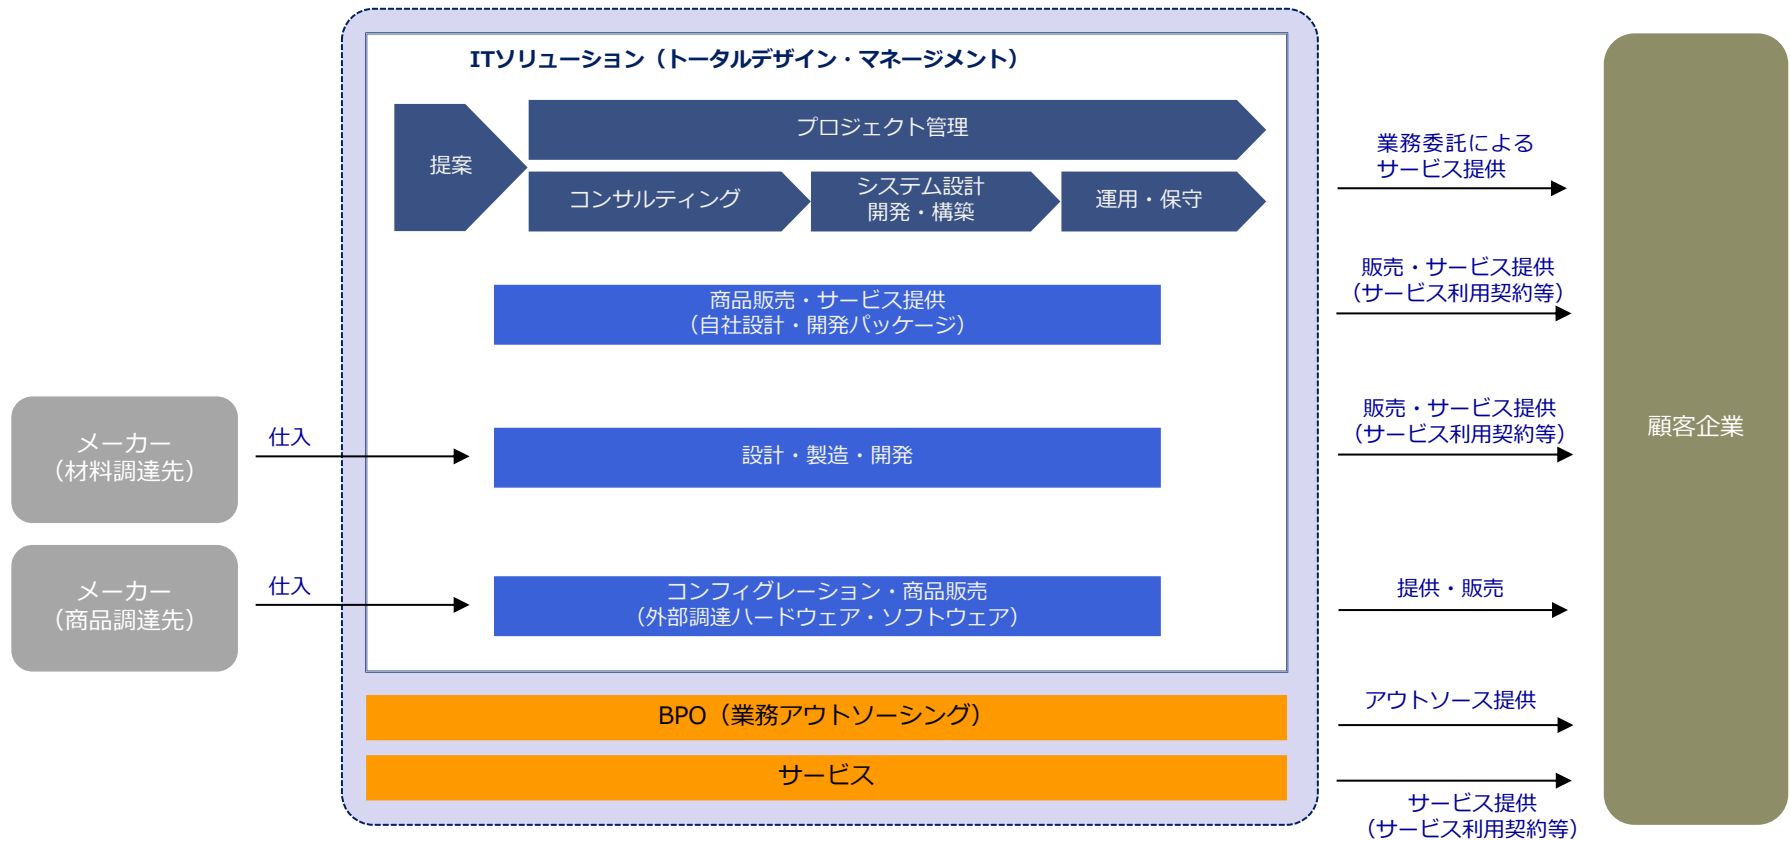 ITソリューション（トータルデザイン・マネージメント）
提案
プロジェクト管理
コンサルティング
システム設計
開発・構築
運用・保守
業務委託による
サービス提供
商品販売・サービス提供
（自社設計・開発パッケージ）
販売・サービス提供
（サービス利用契約等）
メーカー
（材料調達先）
仕入
設計・製造・開発
販売・サービス提供
（サービス利用契約等）
顧客企業
メーカー
（商品調達先）
仕入
コンフィグレーション・商品販売
（外部調達ハードウェア・ソフトウェア）
提供・販売
BPO（業務アウトソーシング）
アウトソース提供
サービス
サービス提供
（サービス利用契約等）